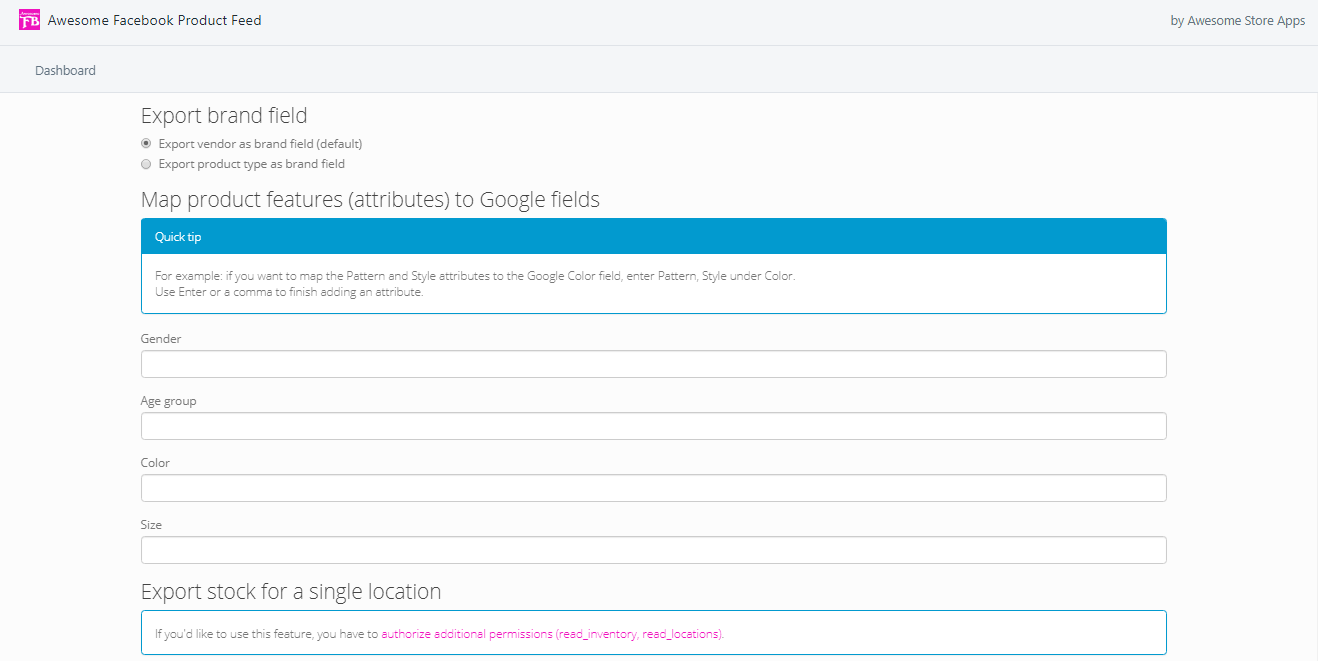 Awesome
FB
Awesome Facebook Product Feed
by Awesome Store Apps
Dashboard
Export brand field
Export vendor as brand field (default)
Export product type as brand field
Map product features (attributes) to Google fields
Quick tip
For example: if you want to map the Pattern and Style attributes to the Google Color field, enter Pattern, Style under Color.
Use Enter or a comma to finish adding an attribute.
Gender
Age group
Color
Size
Export stock for a single location
If you'd like to use this feature, you have to authorize additional permissions (read_inventory, read_locations).